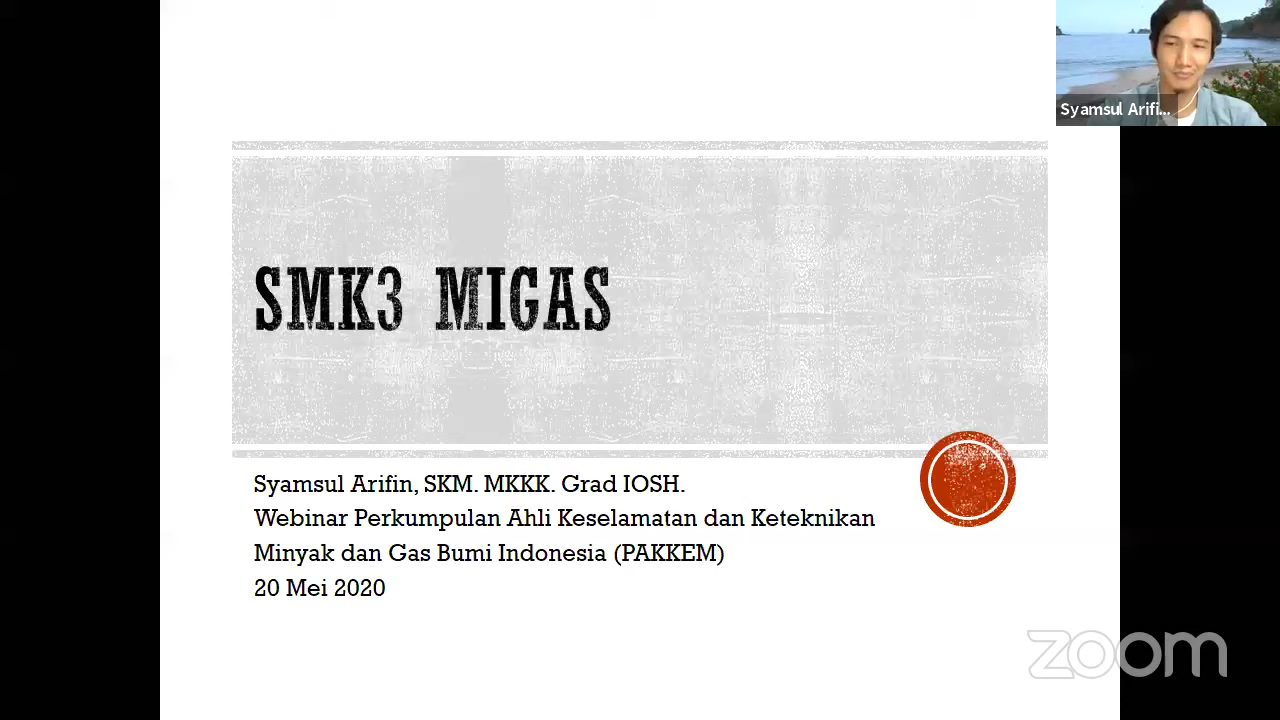 Syamsul Arifi...
SMK3 MIGAS
Syamsul Arifin, SKM. MKKK. Grad IOSH.
Webinar Perkumpulan Ahli Keselamatan dan Keteknikan
Minyak dan Gas Bumi Indonesia (PAKKEM)
20 Mei 2020
zoom